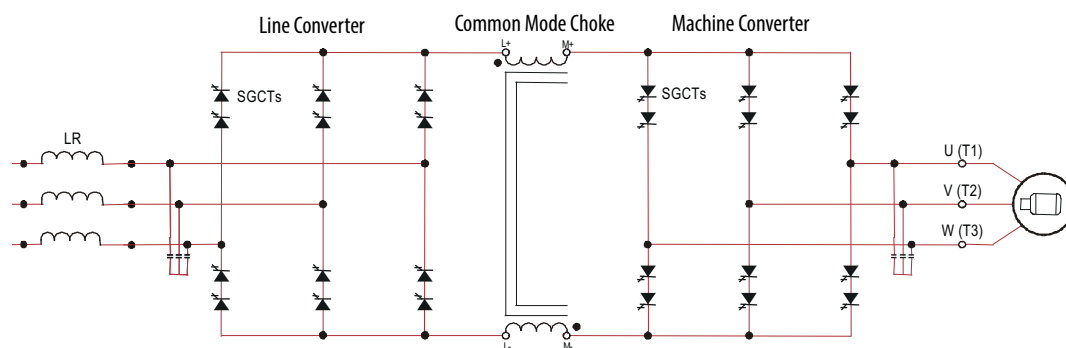 Line Converter
Common Mode Choke
Machine Converter
L+
M+
SGCTs
SGCTs
LR
U (T1)
V (T2)
W (T3)
L-
M-